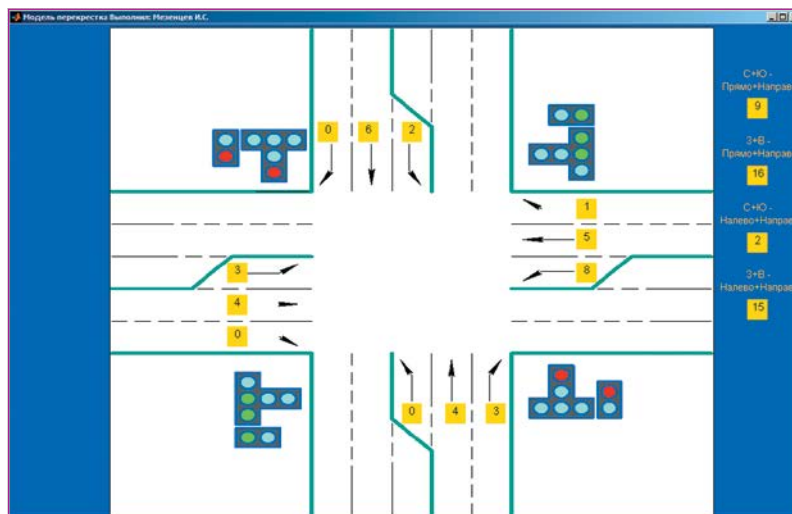 Модель перекрестка Выполнил: Мезенцев И.С.
С+Ю -
Прямо+Направ
9
З+В -
Прямо+Направ
16
С+Ю -
Налево+Направ
2
З+В -
Налево+Направ
15
0 6 2
1
5
8
3
4
0
0 4 3